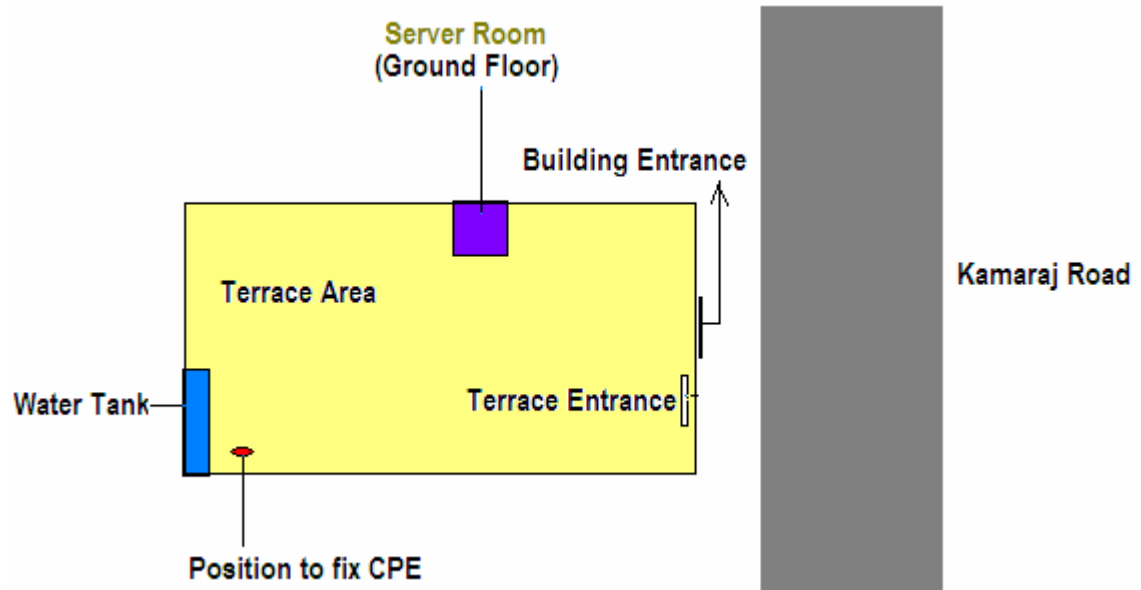 Server Room
(Ground Floor)
Building Entrance
Kamaraj Road
Terrace Area
Terrace Entrance
Water Tank
Position to fix CPE